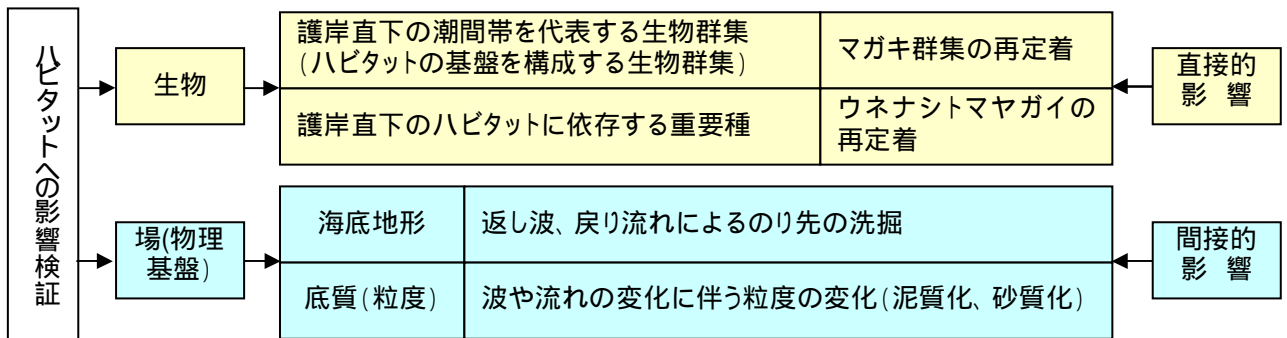 ハビタットへの影響検証
生物
護岸直下の潮間帯を代表する生物群集
(ハビタットの基盤を構成する生物群集)
マガキ群集の再定着
直接的
影 響
護岸直下のハビタットに依存する重要種
ウネナシトマヤガイの
再定着
場(物理
基盤)
海底地形
返し波、戻り流れによるのり先の洗掘
間接的
影 響
底質(粒度)
波や流れの変化に伴う粒度の変化(泥質化、砂質化)